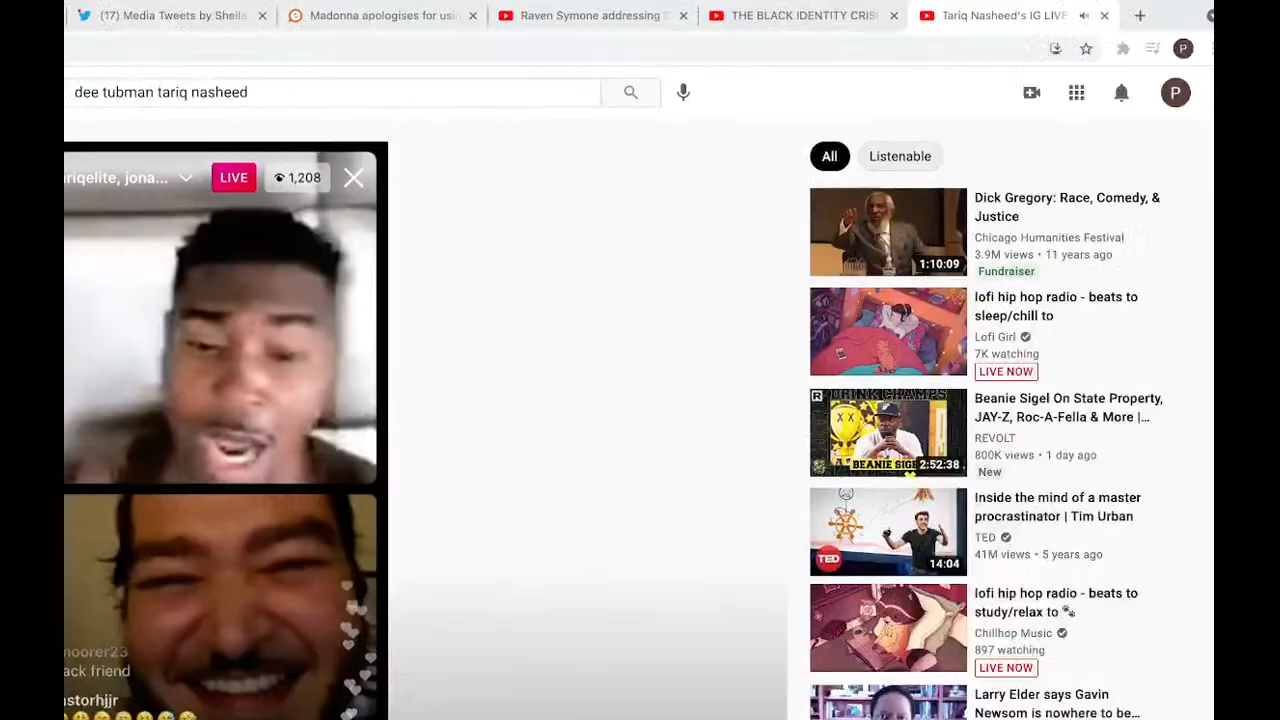 (17) Media Tweets by Sheila
Madonna apologises for usin
Raven Symone addressing
THE BLACK IDENTITY CRIS
Tariq Nasheed's IG LIVE
P
dee tubman tariq nasheed
P
All
Listenable
riqelite, jona...
LIVE
1,208
Dick Gregory: Race, Comedy, &
Justice
Chicago Humanities Festival
3.9M views • 11 years ago
Fundraiser
1:10:09
lofi hip hop radio - beats to
sleep/chill to
Lofi Girl
7K watching
LIVE NOW
DRINK CHAMPS
BEANIE SIGE
2:52:38
Beanie Sigel On State Property,
JAY-Z, Roc-A-Fella & More |...
REVOLT
800K views • 1 day ago
New
TED
14:04
Inside the mind of a master
procrastinator | Tim Urban
TED
41M views • 5 years ago
lofi hip hop radio - beats to
study/relax to 🐾
Chillhop Music
897 watching
LIVE NOW
Larry Elder says Gavin
Newsom is nowhere to be...
moorer23
ack friend
astorhjjr